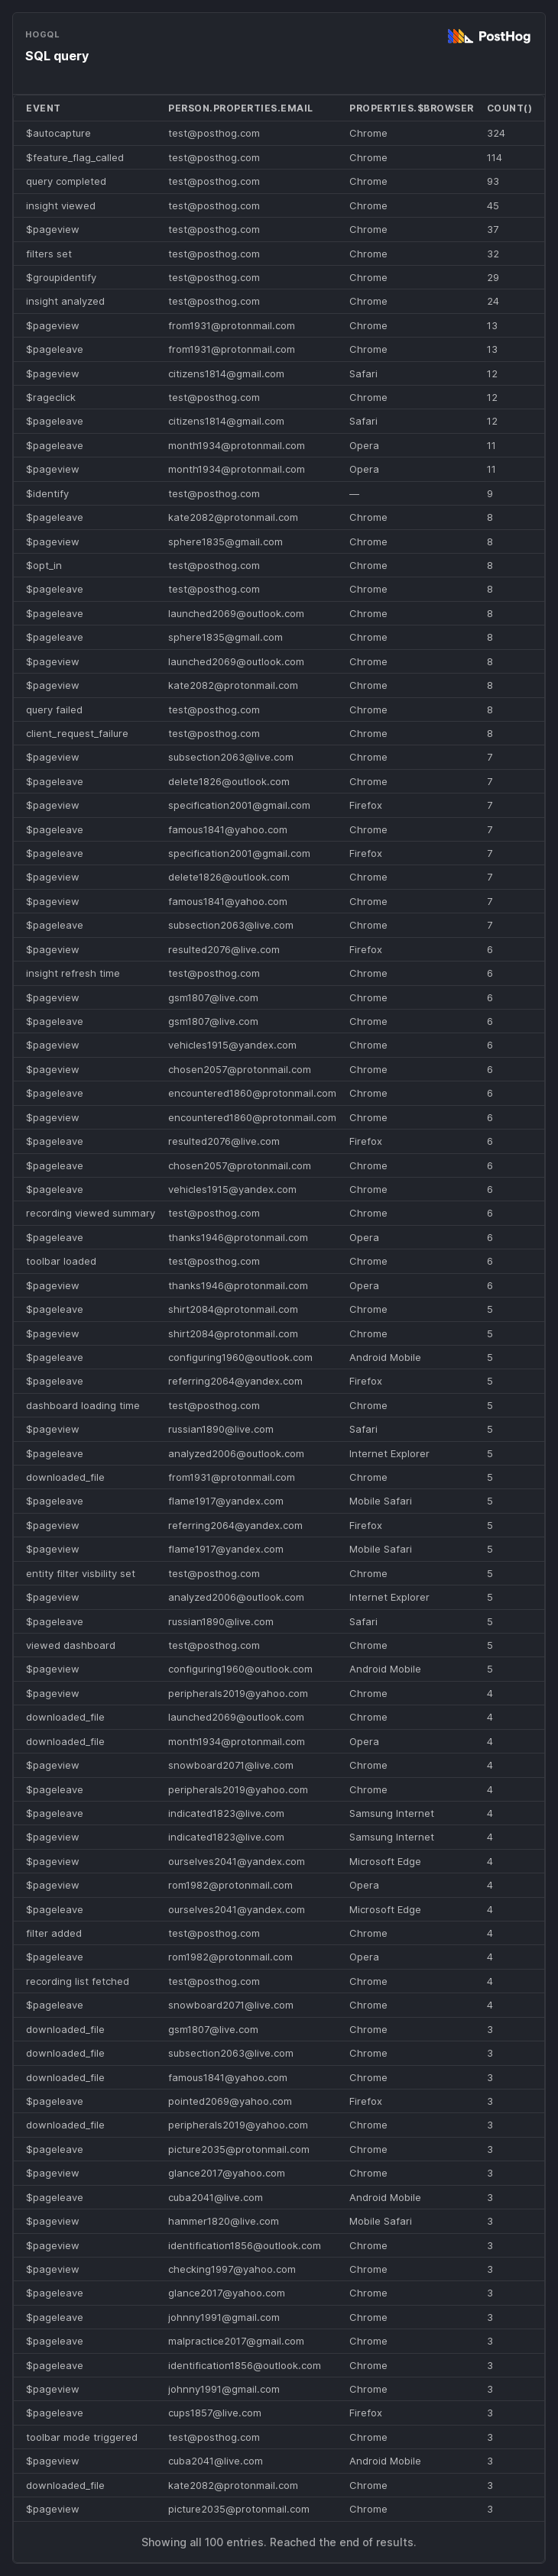 HOGQL
PostHog
SQL query
EVENT PERSON.PROPERTIES.EMAIL PROPERTIES.$BROWSER COUNT()
$autocapture test@posthog.com Chrome 324
$feature_flag_called test@posthog.com Chrome 114
query completed test@posthog.com Chrome 93
insight viewed test@posthog.com Chrome 45
$pageview test@posthog.com Chrome 37
filters set test@posthog.com Chrome 32
$groupidentify test@posthog.com Chrome 29
insight analyzed test@posthog.com Chrome 24
$pageview from1931@protonmail.com Chrome 13
$pageleave from1931@protonmail.com Chrome 13
$pageview citizens1814@gmail.com Safari 12
$rageclick test@posthog.com Chrome 12
$pageleave citizens1814@gmail.com Safari 12
$pageleave month1934@protonmail.com Opera 11
$pageview month1934@protonmail.com Opera 11
$identify test@posthog.com — 9
$pageleave kate2082@protonmail.com Chrome 8
$pageview sphere1835@gmail.com Chrome 8
$opt_in test@posthog.com Chrome 8
$pageleave test@posthog.com Chrome 8
$pageleave launched2069@outlook.com Chrome 8
$pageleave sphere1835@gmail.com Chrome 8
$pageview launched2069@outlook.com Chrome 8
$pageview kate2082@protonmail.com Chrome 8
query failed test@posthog.com Chrome 8
client_request_failure test@posthog.com Chrome 8
$pageview subsection2063@live.com Chrome 7
$pageleave delete1826@outlook.com Chrome 7
$pageview specification2001@gmail.com Firefox 7
$pageleave famous1841@yahoo.com Chrome 7
$pageleave specification2001@gmail.com Firefox 7
$pageview delete1826@outlook.com Chrome 7
$pageview famous1841@yahoo.com Chrome 7
$pageleave subsection2063@live.com Chrome 7
$pageview resulted2076@live.com Firefox 6
insight refresh time test@posthog.com Chrome 6
$pageview gsm1807@live.com Chrome 6
$pageleave gsm1807@live.com Chrome 6
$pageview vehicles1915@yandex.com Chrome 6
$pageview chosen2057@protonmail.com Chrome 6
$pageleave encountered1860@protonmail.com Chrome 6
$pageview encountered1860@protonmail.com Chrome 6
$pageleave resulted2076@live.com Firefox 6
$pageleave chosen2057@protonmail.com Chrome 6
$pageleave vehicles1915@yandex.com Chrome 6
recording viewed summary test@posthog.com Chrome 6
$pageleave thanks1946@protonmail.com Opera 6
toolbar loaded test@posthog.com Chrome 6
$pageview thanks1946@protonmail.com Opera 6
$pageleave shirt2084@protonmail.com Chrome 5
$pageview shirt2084@protonmail.com Chrome 5
$pageleave configuring1960@outlook.com Android Mobile 5
$pageleave referring2064@yandex.com Firefox 5
dashboard loading time test@posthog.com Chrome 5
$pageview russian1890@live.com Safari 5
$pageleave analyzed2006@outlook.com Internet Explorer 5
downloaded_file from1931@protonmail.com Chrome 5
$pageleave flame1917@yandex.com Mobile Safari 5
$pageview referring2064@yandex.com Firefox 5
$pageview flame1917@yandex.com Mobile Safari 5
entity filter visbility set test@posthog.com Chrome 5
$pageview analyzed2006@outlook.com Internet Explorer 5
$pageleave russian1890@live.com Safari 5
viewed dashboard test@posthog.com Chrome 5
$pageview configuring1960@outlook.com Android Mobile 5
$pageview peripherals2019@yahoo.com Chrome 4
downloaded_file launched2069@outlook.com Chrome 4
downloaded_file month1934@protonmail.com Opera 4
$pageview snowboard2071@live.com Chrome 4
$pageleave peripherals2019@yahoo.com Chrome 4
$pageleave indicated1823@live.com Samsung Internet 4
$pageview indicated1823@live.com Samsung Internet 4
$pageview ourselves2041@yandex.com Microsoft Edge 4
$pageview rom1982@protonmail.com Opera 4
$pageleave ourselves2041@yandex.com Microsoft Edge 4
filter added test@posthog.com Chrome 4
$pageleave rom1982@protonmail.com Opera 4
recording list fetched test@posthog.com Chrome 4
$pageleave snowboard2071@live.com Chrome 4
downloaded_file gsm1807@live.com Chrome 3
downloaded_file subsection2063@live.com Chrome 3
downloaded_file famous1841@yahoo.com Chrome 3
$pageleave pointed2069@yahoo.com Firefox 3
downloaded_file peripherals2019@yahoo.com Chrome 3
$pageleave picture2035@protonmail.com Chrome 3
$pageview glance2017@yahoo.com Chrome 3
$pageleave cuba2041@live.com Android Mobile 3
$pageview hammer1820@live.com Mobile Safari 3
$pageview identification1856@outlook.com Chrome 3
$pageview checking1997@yahoo.com Chrome 3
$pageleave glance2017@yahoo.com Chrome 3
$pageleave johnny1991@gmail.com Chrome 3
$pageleave malpractice2017@gmail.com Chrome 3
$pageleave identification1856@outlook.com Chrome 3
$pageview johnny1991@gmail.com Chrome 3
$pageleave cups1857@live.com Firefox 3
toolbar mode triggered test@posthog.com Chrome 3
$pageview cuba2041@live.com Android Mobile 3
downloaded_file kate2082@protonmail.com Chrome 3
$pageview picture2035@protonmail.com Chrome 3
Showing all 100 entries. Reached the end of results.